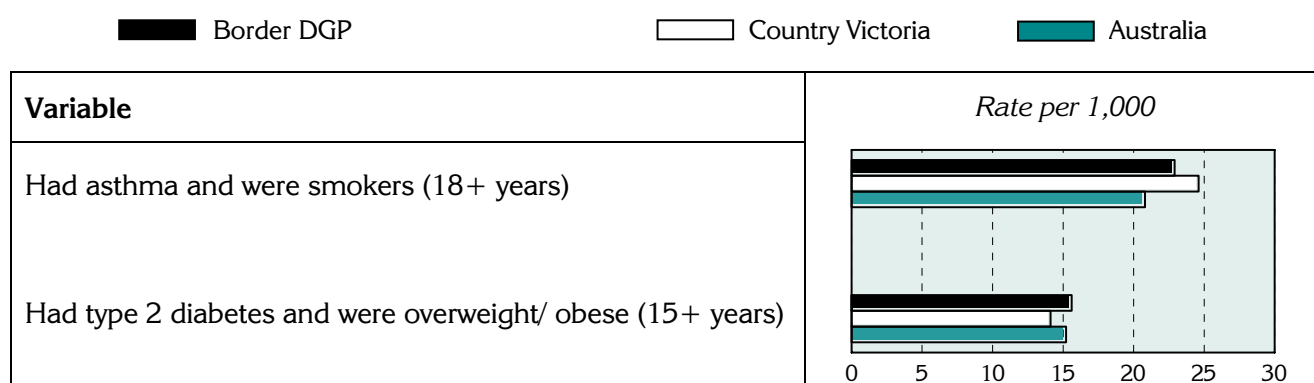 Border DGP Country Victoria Australia
Variable Rate per 1,000
Had asthma and were smokers (18+ years)
Had type 2 diabetes and were overweight/ obese (15+ years)
0 5 10 15 20 25 30